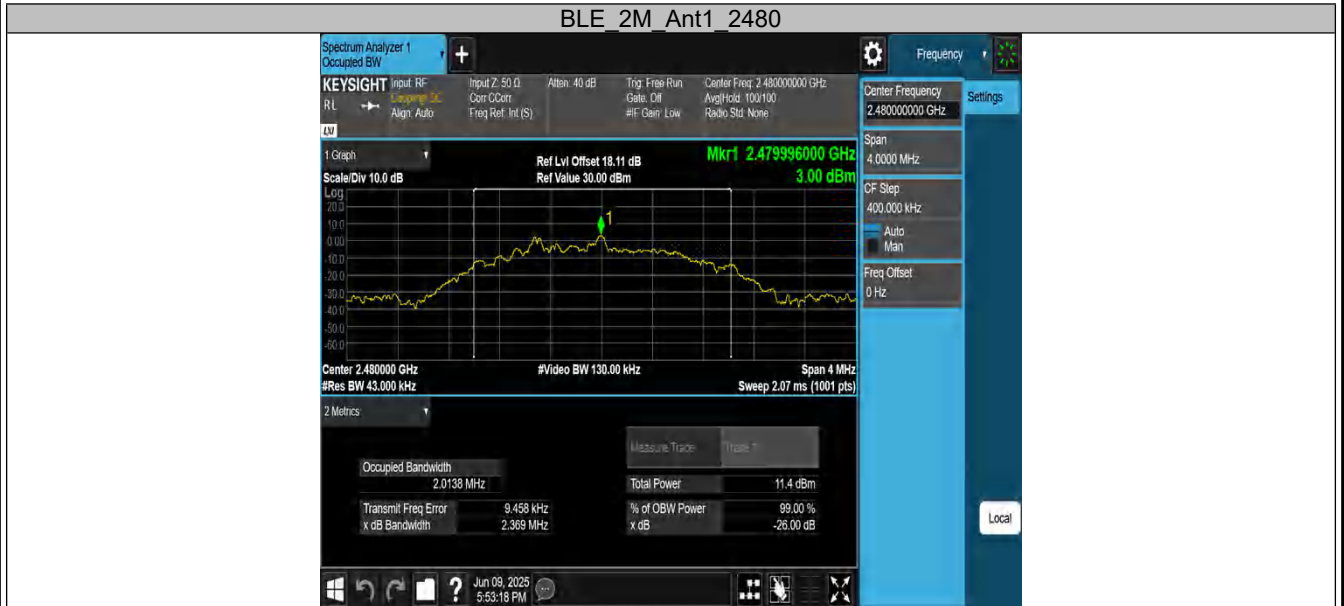 BLE_2M_Ant1_2480
Spectrum Analyzer 1
Occupied BW
+
Frequency
KEYSIGHT Input: RF
RL
Coupling: DC
Align: Auto
LXI
Input Z: 50 Ω
Corr CCorr
Freq Ref: Int (S)
Atten: 40 dB
Trig: Free Run
Gate: Off
#IF Gain: Low
Center Freq: 2.480000000 GHz
Avg|Hold: 100/100
Radio Std: None
Center Frequency
2.480000000 GHz
Settings
Span
4.0000 MHz
CF Step
400.000 kHz
Auto
Man
Freq Offset
0 Hz
1 Graph
Scale/Div 10.0 dB
Ref Lvl Offset 18.11 dB
Ref Value 30.00 dBm
Mkr1 2.479996000 GHz
3.00 dBm
Log
20.0
10.0
0.00
-10.0
-20.0
-30.0
-40.0
-50.0
-60.0
1
Center 2.480000 GHz
#Video BW 130.00 kHz
Span 4 MHz
#Res BW 43.000 kHz
Sweep 2.07 ms (1001 pts)
2 Metrics
Measure Trace Trace 1
Occupied Bandwidth
2.0138 MHz
Total Power 11.4 dBm
Transmit Freq Error 9.458 kHz
% of OBW Power 99.00 %
x dB Bandwidth 2.369 MHz
x dB -26.00 dB
Local
?
Jun 09, 2025
5:53:18 PM